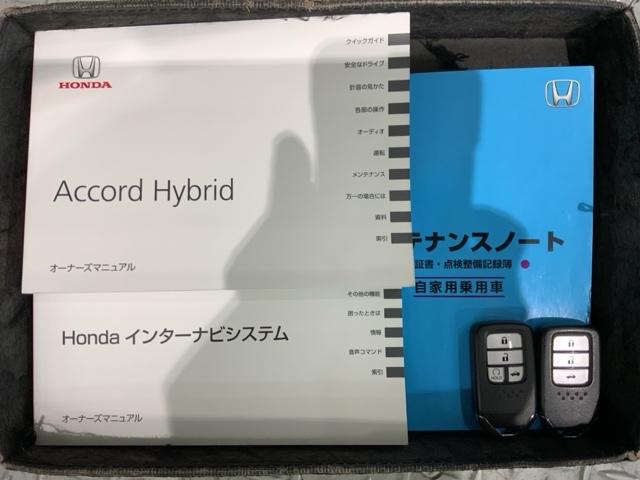 HONDA
Accord Hybrid
オーナーズマニュアル
クイックガイド
安全なドライブ
計器の見かた
各部の操作
オーディオ
運転
メンテナンス
万一の場合には
資料
索引
テナンスノート
証書・点検整備記録簿
自家用乗用車
その他の機能
困ったときは
情報
音声コマンド
索引
Honda インターナビシステム
オーナーズマニュアル
HOLD